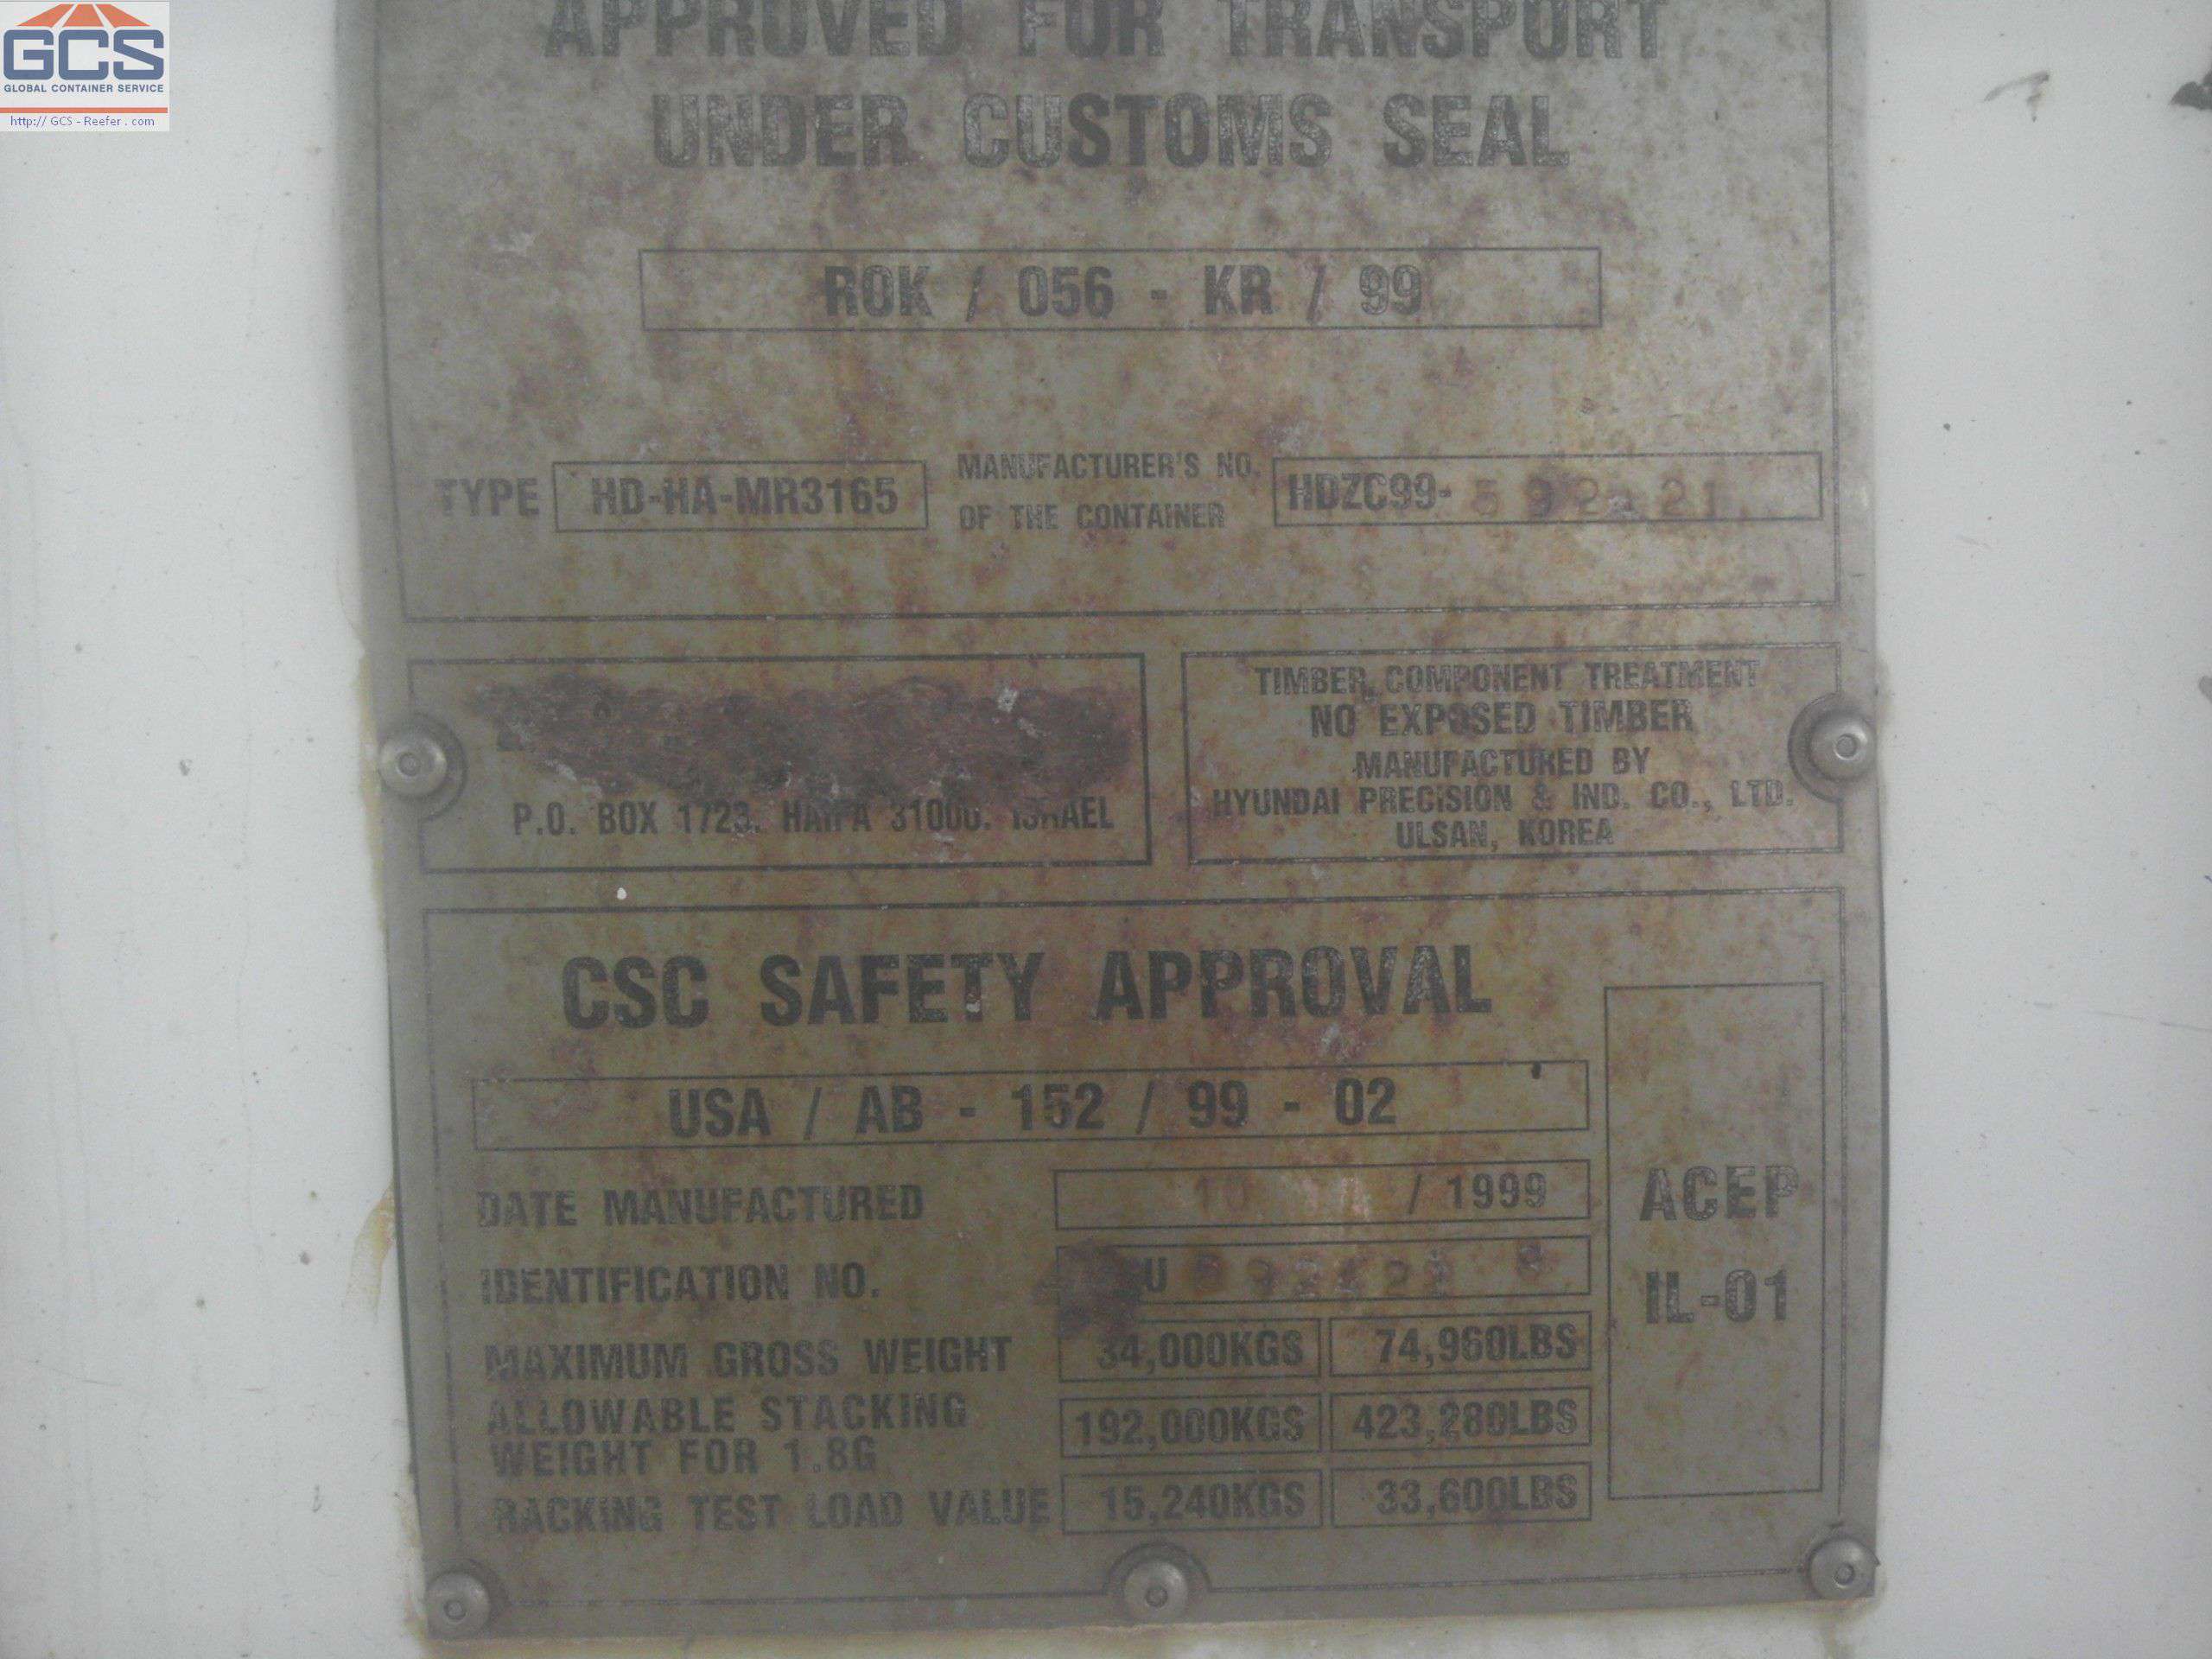 GCS
GLOBAL CONTAINER SERVICE
http:// GCS - Reefer . com
APPROVED FOR TRANSPORT
UNDER CUSTOMS SEAL
ROK / 056 - KR / 99
TYPE HD-HA-MR3165
MANUFACTURER'S NO.
OF THE CONTAINER
HDZC99-
P.O. BOX 1723. HAIFA 31000. ISRAEL
TIMBER COMPONENT TREATMENT
NO EXPOSED TIMBER
MANUFACTURED BY
HYUNDAI PRECISION & IND. CO., LTD.
ULSAN, KOREA
CSC SAFETY APPROVAL
USA / AB - 152 / 99 - 02
DATE MANUFACTURED 10 / 1999
IDENTIFICATION NO. U
MAXIMUM GROSS WEIGHT 34,000KGS 74,960LBS
ALLOWABLE STACKING
WEIGHT FOR 1.8G 192,000KGS 423,280LBS
RACKING TEST LOAD VALUE 15,240KGS 33,600LBS
ACEP
IL-01